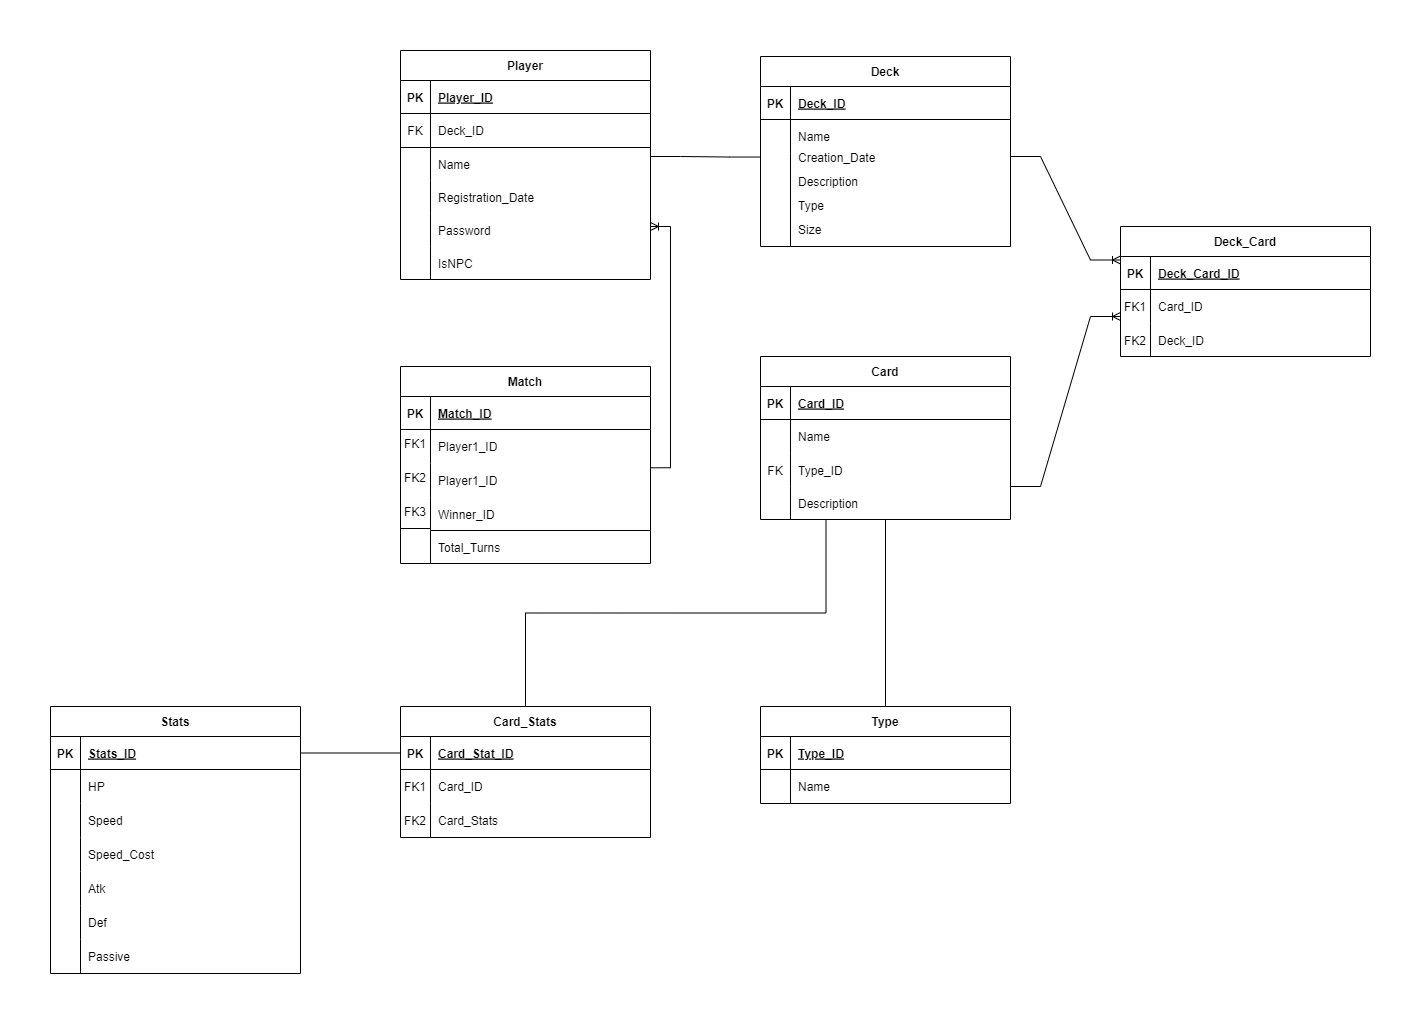 Player
PK Player_ID
FK Deck_ID
Name
Registration_Date
Password
IsNPC
Deck
PK Deck_ID
Name
Creation_Date
Description
Type
Size
Deck_Card
PK Deck_Card_ID
FK1 Card_ID
FK2 Deck_ID
Match
PK Match_ID
FK1 Player1_ID
FK2 Player1_ID
FK3 Winner_ID
Total_Turns
Card
PK Card_ID
Name
FK Type_ID
Description
Stats
PK Stats_ID
HP
Speed
Speed_Cost
Atk
Def
Passive
Card_Stats
PK Card_Stat_ID
FK1 Card_ID
FK2 Card_Stats
Type
PK Type_ID
Name